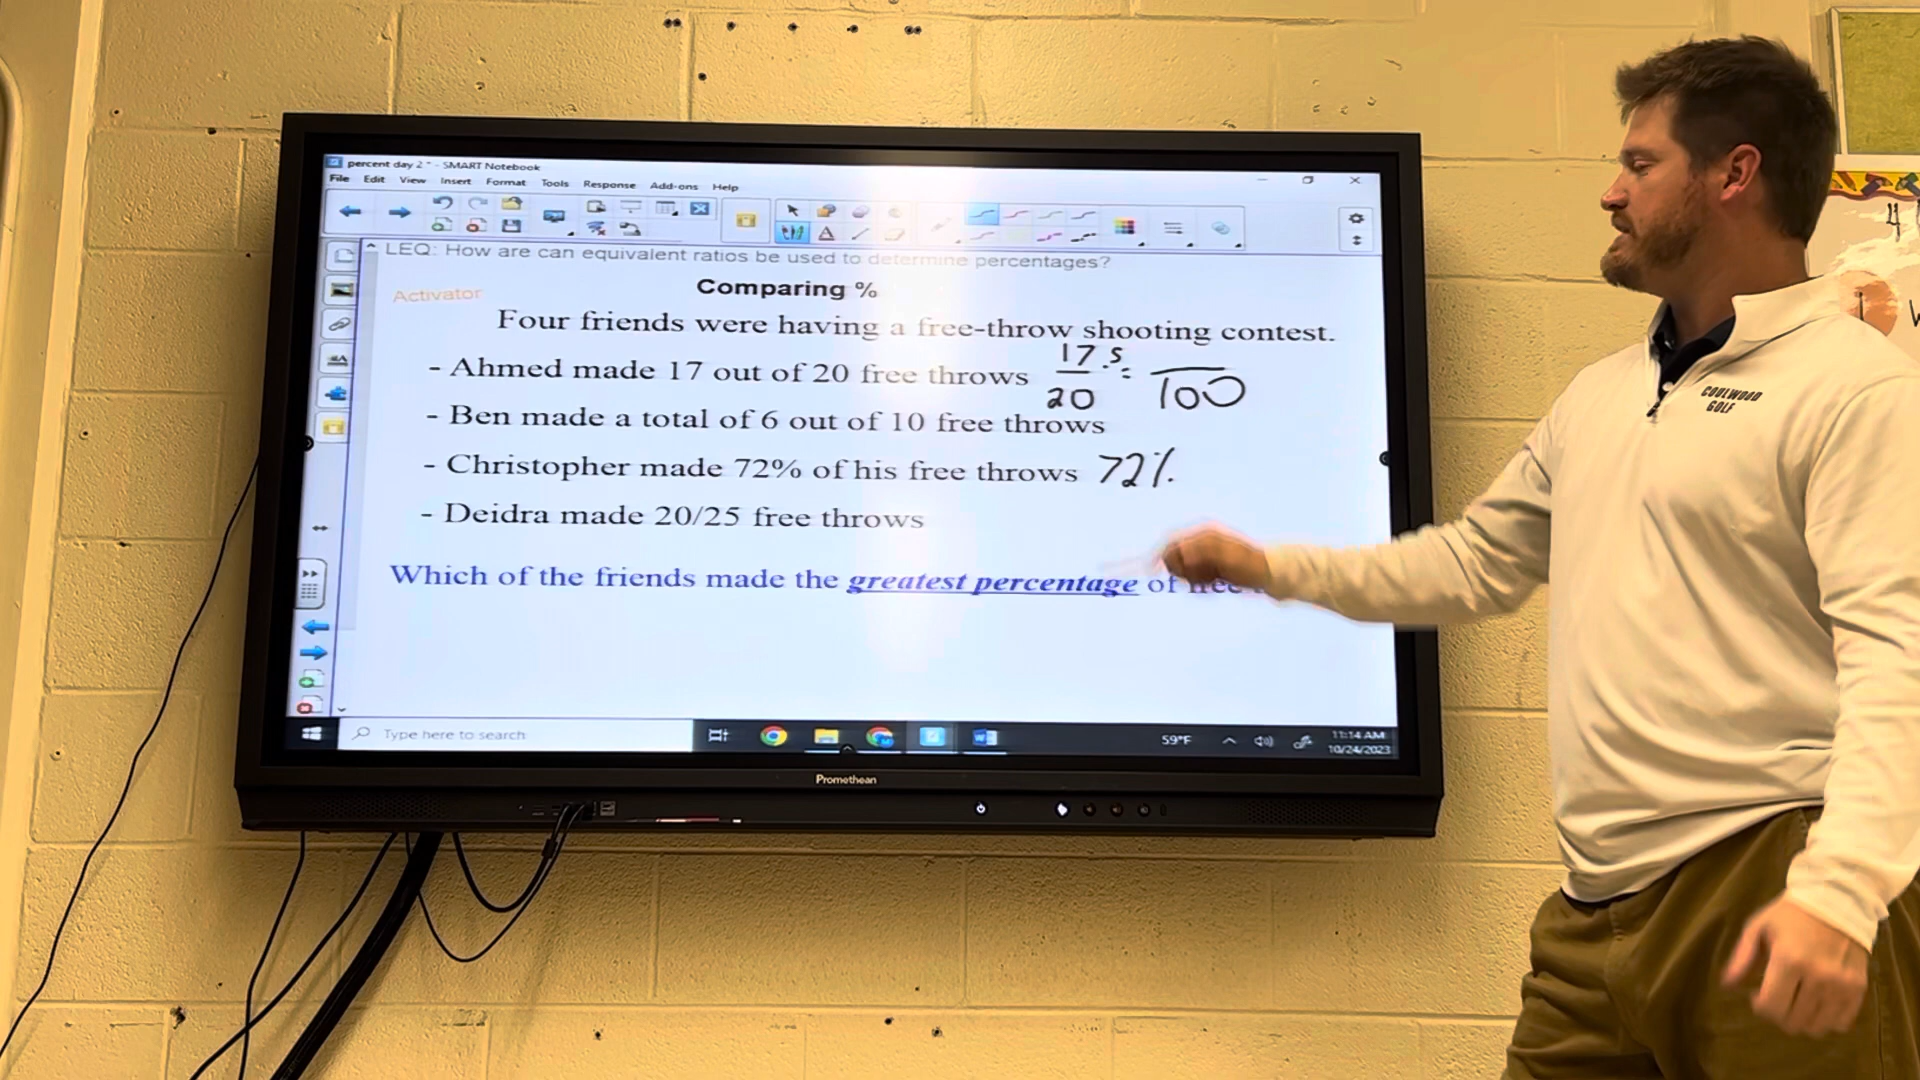 percent day 2 * - SMART Notebook
File Edit View Insert Format Tools Response Add-ons Help
LEQ: How are can equivalent ratios be used to determine percentages?
Activator
Comparing %
Four friends were having a free-throw shooting contest.
- Ahmed made 17 out of 20 free throws 17/20 · 5 = /100
- Ben made a total of 6 out of 10 free throws
- Christopher made 72% of his free throws 72%
- Deidra made 20/25 free throws
Which of the friends made the greatest percentage of
Type here to search
59°F
11:14 AM
10/24/2023
Promethean
COULWOOD
GOLF
4